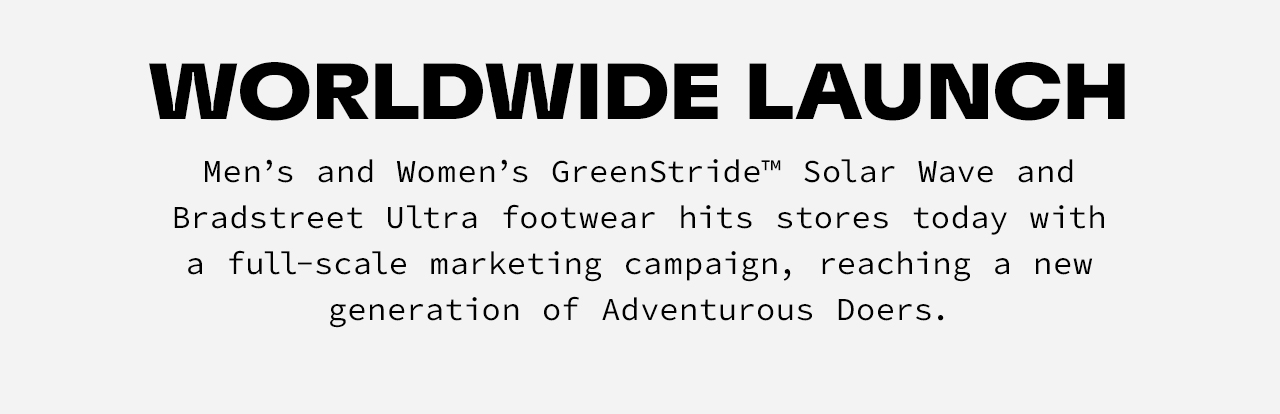 WORLDWIDE LAUNCH
Men’s and Women’s GreenStride™ Solar Wave and
Bradstreet Ultra footwear hits stores today with
a full-scale marketing campaign, reaching a new
generation of Adventurous Doers.